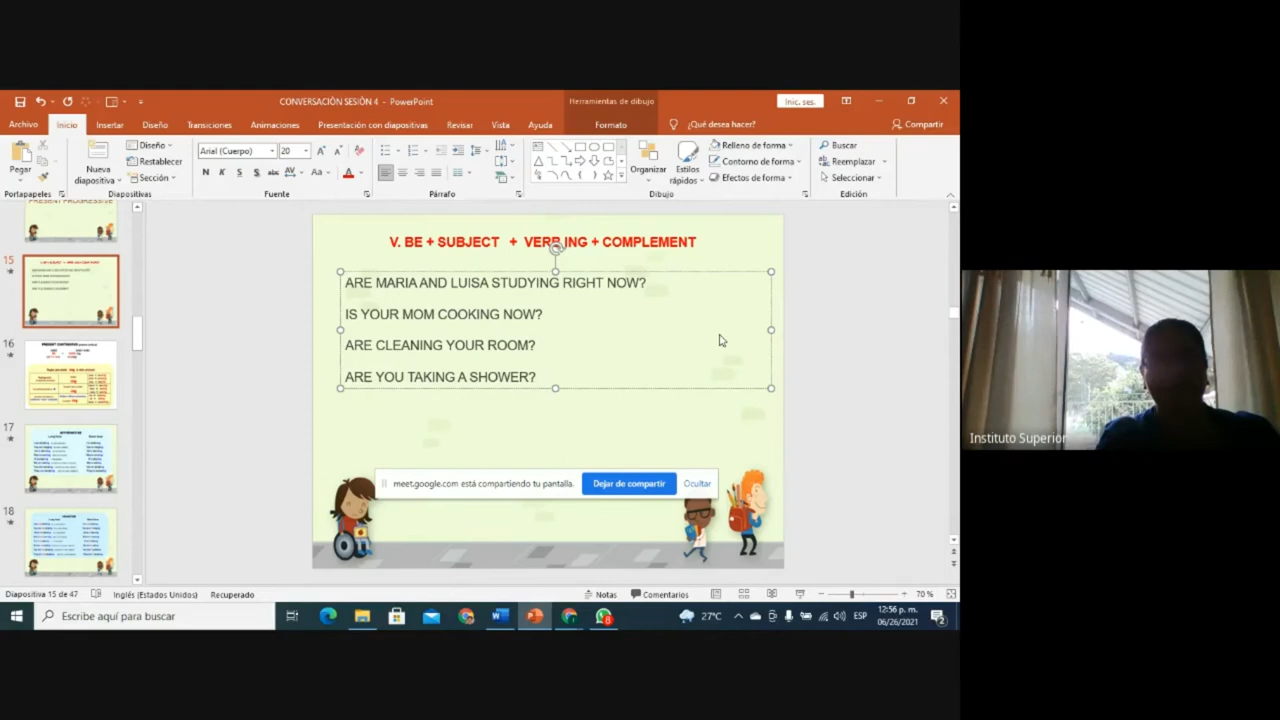 CONVERSACIÓN SESIÓN 4 - PowerPoint
Herramientas de dibujo
Inic. ses.
Archivo
Inicio
Insertar
Diseño
Transiciones
Animaciones
Presentación con diapositivas
Revisar
Vista
Ayuda
Formato
¿Qué desea hacer?
Compartir
Pegar
Nueva diapositiva
Diseño
Restablecer
Sección
Arial (Cuerpo)
20
N K S abc AV Aa A
Organizar
Estilos rápidos
Relleno de forma
Contorno de forma
Efectos de forma
Buscar
Reemplazar
Seleccionar
Portapapeles
Diapositivas
Fuente
Párrafo
Dibujo
Edición
15
16
17
18
V. BE + SUBJECT + VERB ING + COMPLEMENT
ARE MARIA AND LUISA STUDYING RIGHT NOW?
IS YOUR MOM COOKING NOW?
ARE CLEANING YOUR ROOM?
ARE YOU TAKING A SHOWER?
meet.google.com está compartiendo tu pantalla.
Dejar de compartir
Ocultar
Instituto Superior
Diapositiva 15 de 47
Inglés (Estados Unidos)
Recuperado
Notas
Comentarios
70 %
Escribe aquí para buscar
27°C
ESP
12:56 p. m.
06/26/2021